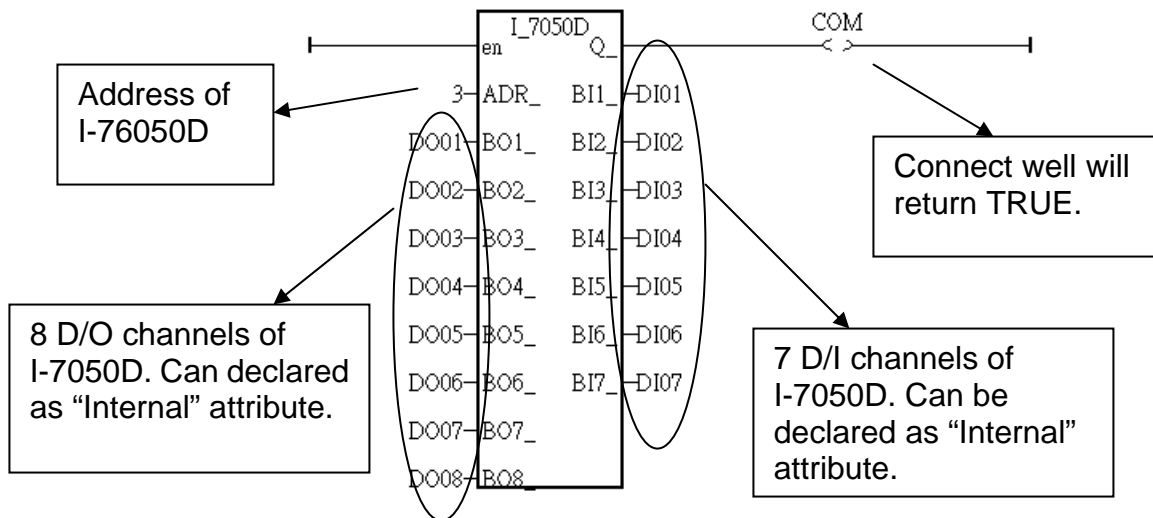 I_7050D
COM
en
Q_
Address of
I-76050D
3
ADR_
BI1_
DI01
DO01
BO1_
BI2_
DI02
DO02
BO2_
BI3_
DI03
DO03
BO3_
BI4_
DI04
DO04
BO4_
BI5_
DI05
DO05
BO5_
BI6_
DI06
DO06
BO6_
BI7_
DI07
DO07
BO7_
DO08
BO8_
Connect well will
return TRUE.
8 D/O channels of
I-7050D. Can declared
as “Internal” attribute.
7 D/I channels of
I-7050D. Can be
declared as “Internal”
attribute.